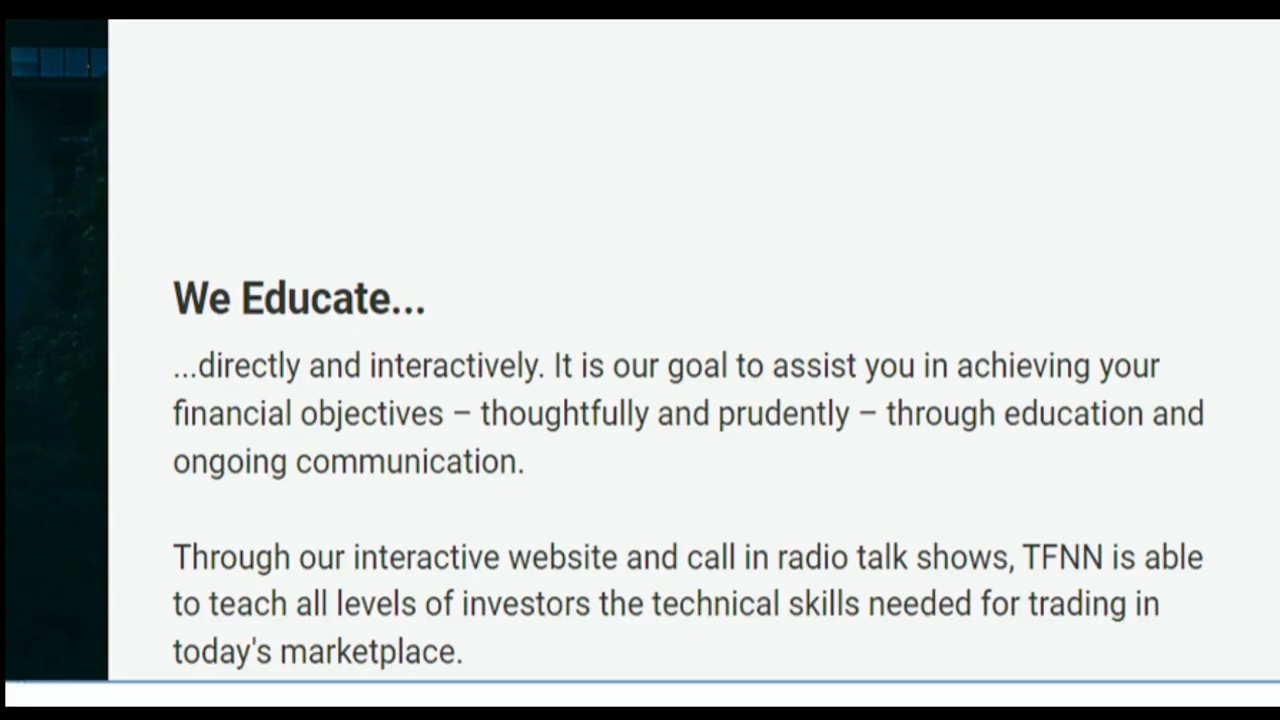 We Educate...
...directly and interactively. It is our goal to assist you in achieving your
financial objectives – thoughtfully and prudently – through education and
ongoing communication.
Through our interactive website and call in radio talk shows, TFNN is able
to teach all levels of investors the technical skills needed for trading in
today's marketplace.